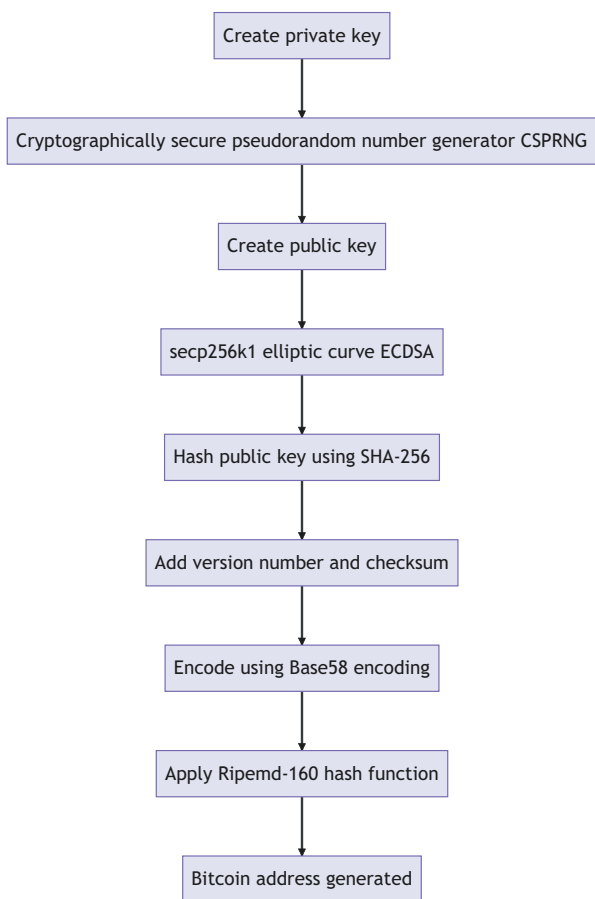 Create private key
Cryptographically secure pseudorandom number generator CSPRNG
Create public key
secp256k1 elliptic curve ECDSA
Hash public key using SHA-256
Add version number and checksum
Encode using Base58 encoding
Apply Ripemd-160 hash function
Bitcoin address generated